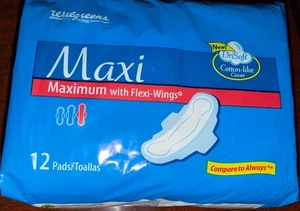 Walgreens
Maxi
Maximum with Flexi-Wings®
New!
DriSoft
Cotton-like
Cover
12 Pads/Toallas
Compare to Always®*